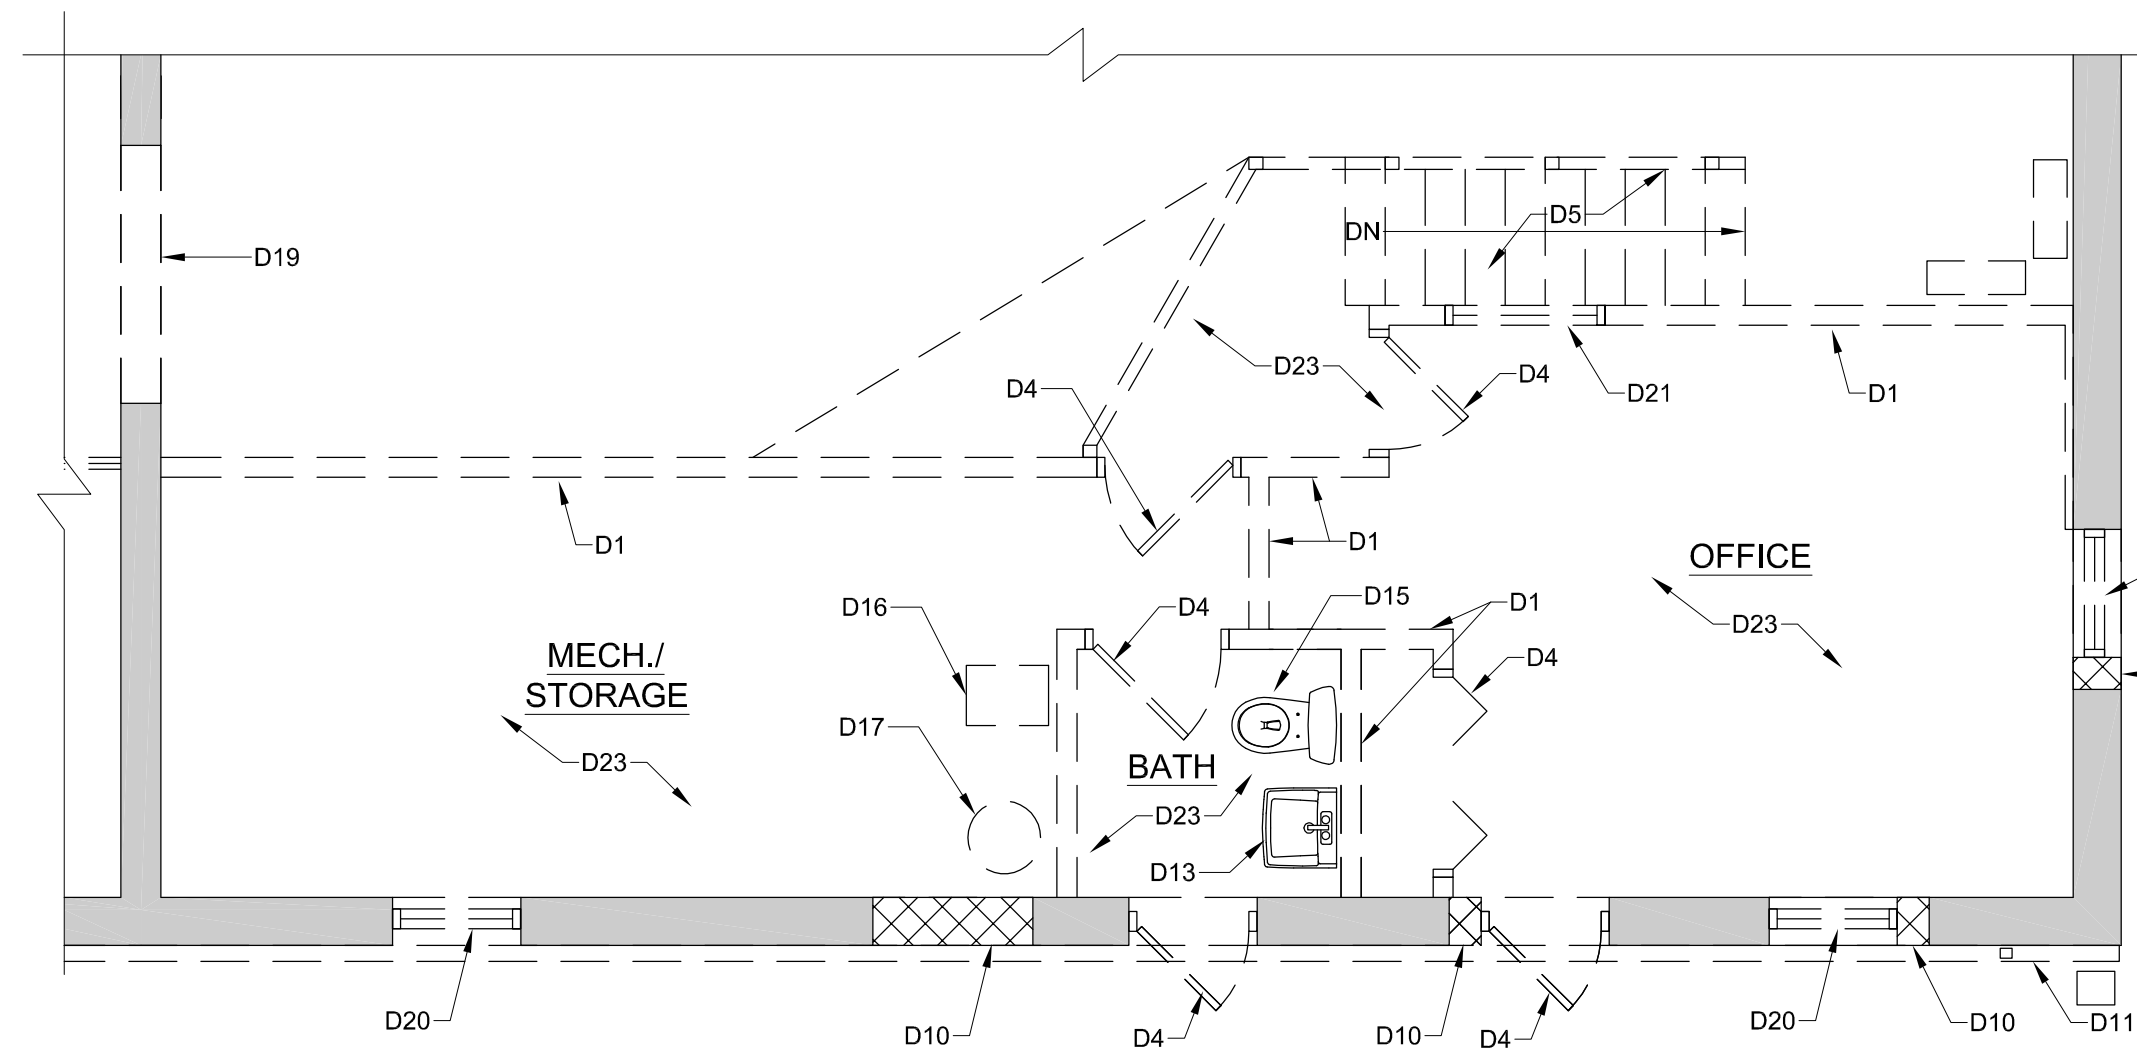 D5
DN
D19
D23
D4
D4
D21
D1
D1
D1
OFFICE
D16
D4
D15
D1
D23
MECH./
STORAGE
D4
D17
D23
BATH
D23
D13
D20
D10
D4
D10
D4
D20
D10
D11